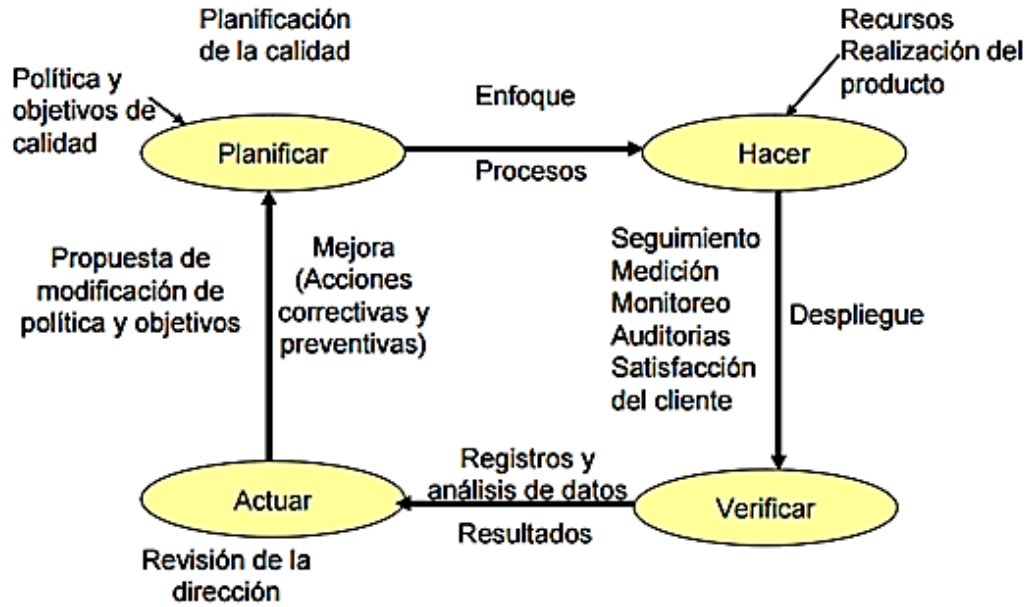 Planificación
de la calidad
Recursos
Realización del
producto
Política y
objetivos de
calidad
Enfoque
Planificar
Hacer
Procesos
Propuesta de
modificación de
política y objetivos
Mejora
(Acciones
correctivas y
preventivas)
Seguimiento
Medición
Monitoreo
Auditorias
Satisfacción
del cliente
Despliegue
Registros y
análisis de datos
Actuar
Verificar
Resultados
Revisión de la
dirección